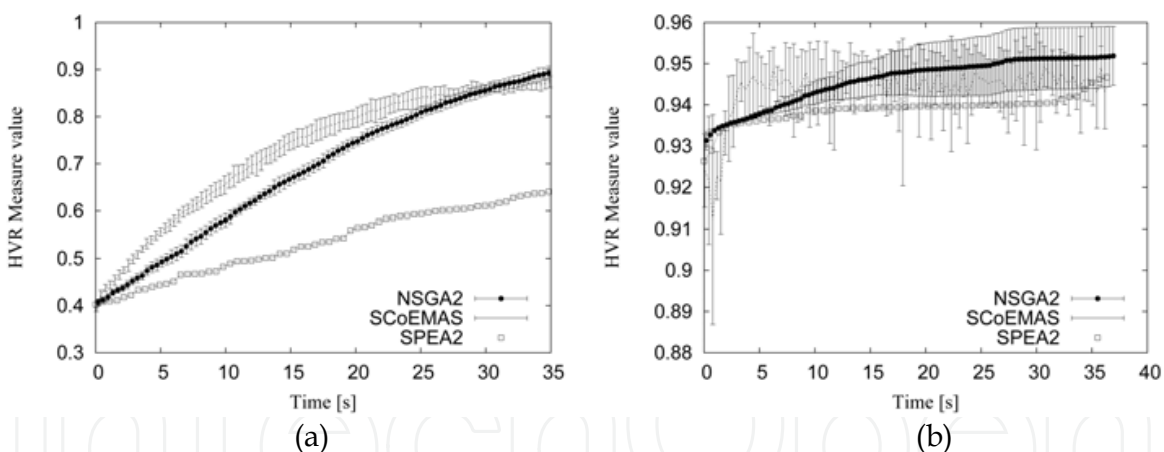 1
0.9
0.8
0.7
0.6
0.5
0.4
0.3
HVR Measure value
NSGA2
SCoEMAS
SPEA2
0 5 10 15 20 25 30 35
Time [s]
(a)
0.96
0.95
0.94
0.93
0.92
0.91
0.9
0.89
0.88
HVR Measure value
NSGA2
SCoEMAS
SPEA2
0 5 10 15 20 25 30 35 40
Time [s]
(b)